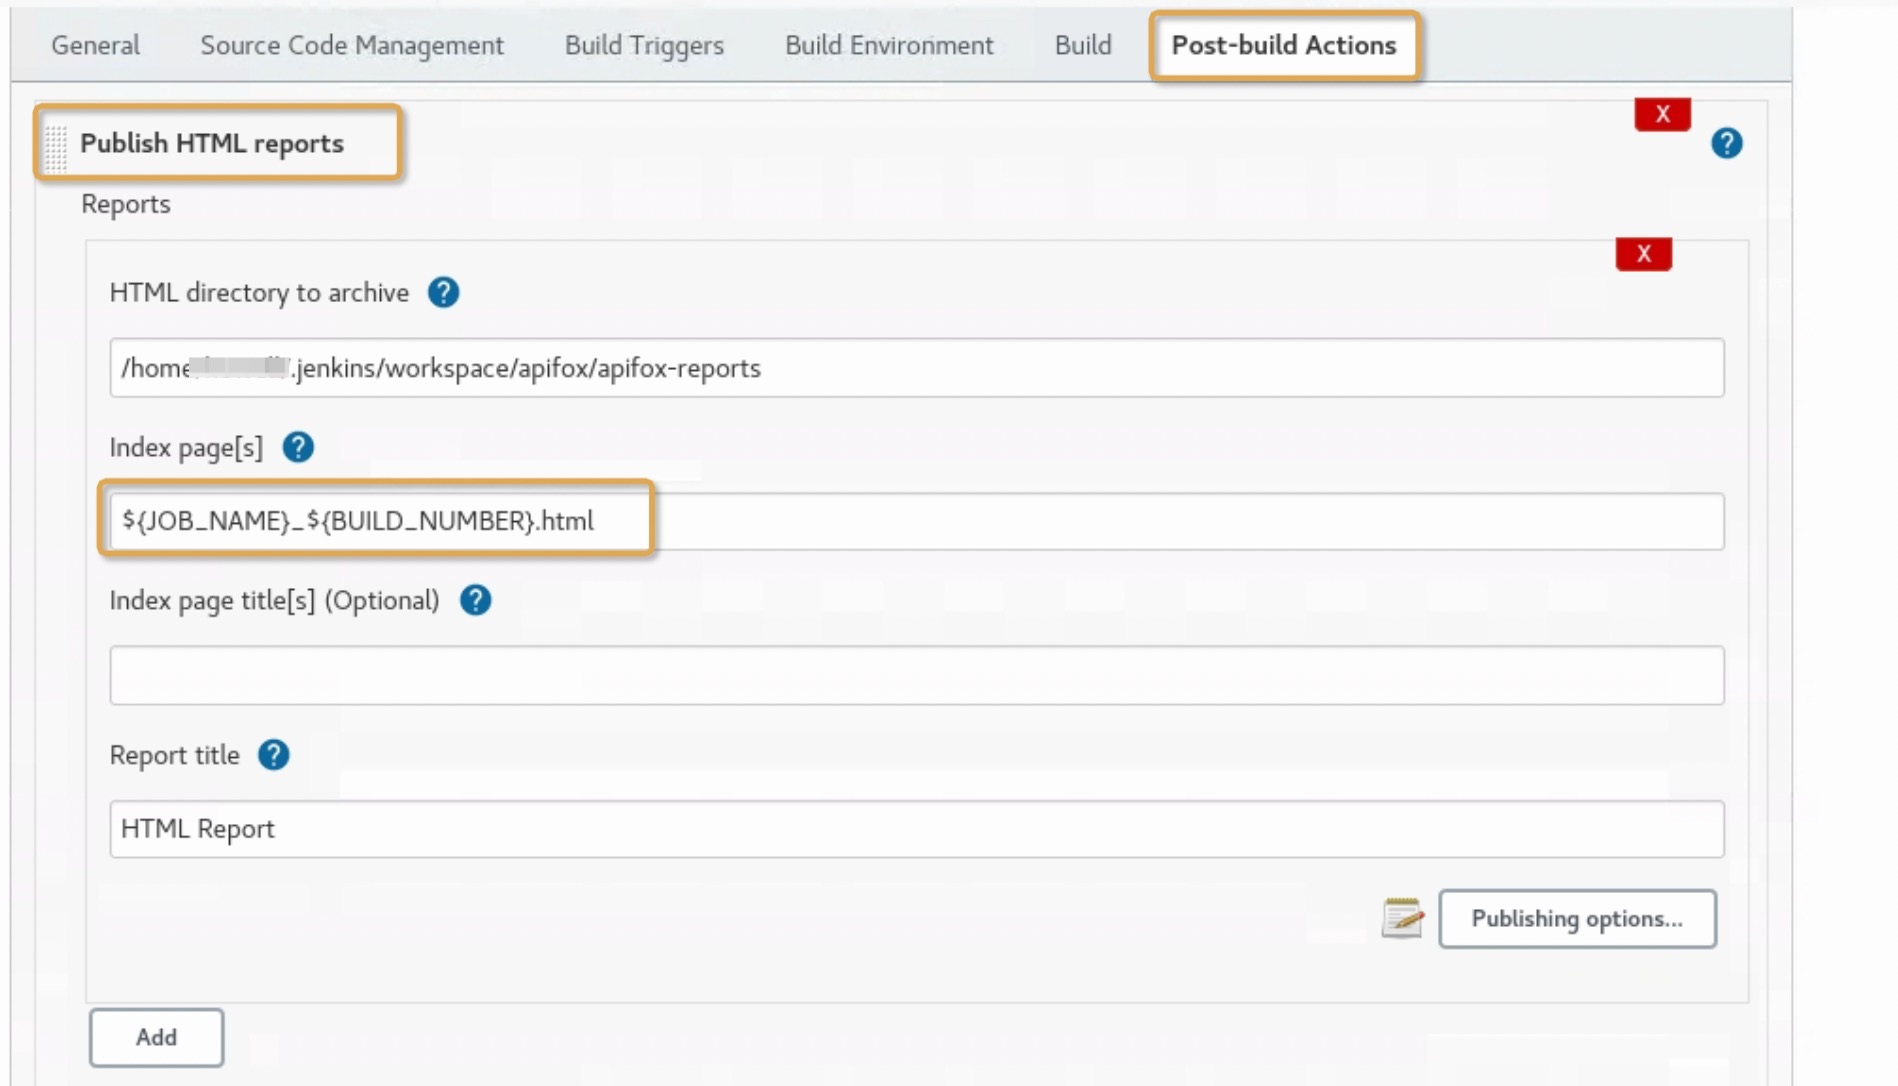 General Source Code Management Build Triggers Build Environment Build Post-build Actions
X
Publish HTML reports ?
Reports
X
HTML directory to archive ?
/home .jenkins/workspace/apifox/apifox-reports
Index page[s] ?
${JOB_NAME}_${BUILD_NUMBER}.html
Index page title[s] (Optional) ?
Report title ?
HTML Report
Publishing options...
Add